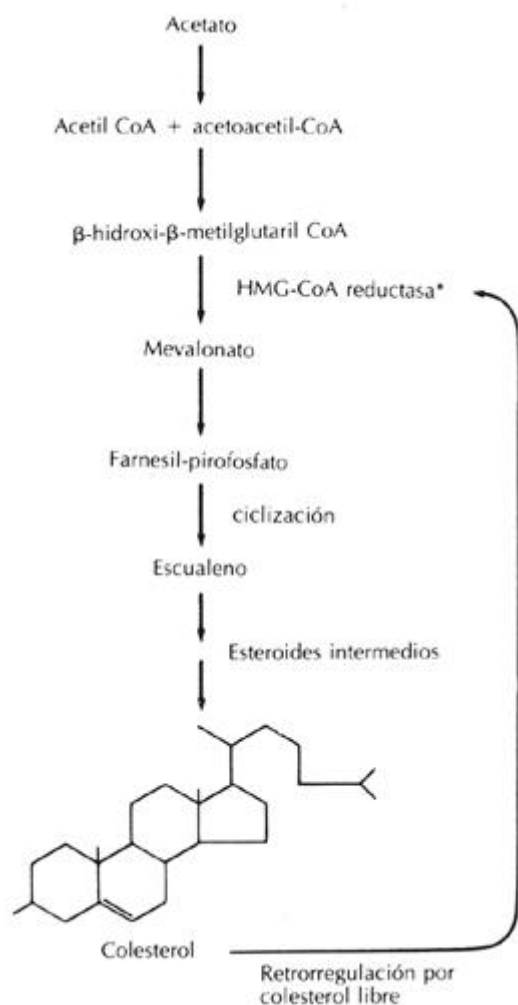 Acetato
Acetil CoA + acetoacetil-CoA
β-hidroxi-β-metilglutaril CoA
HMG-CoA reductasa*
Mevalonato
Farnesil-pirofosfato
ciclización
Escualeno
Esteroides intermedios
Colesterol
Retrorregulación por
colesterol libre